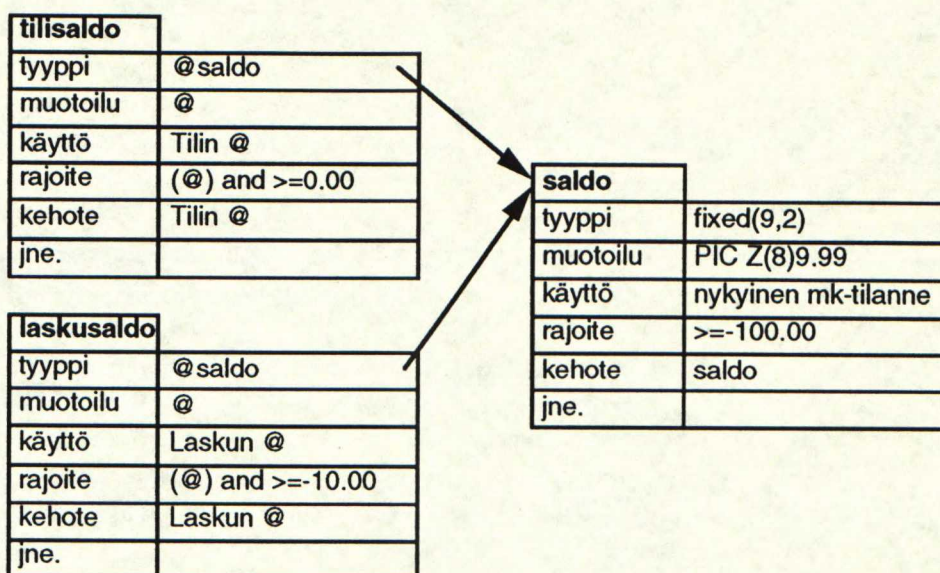 tilisaldo
tyyppi @saldo
muotoilu @
käyttö Tilin @
rajoite (@) and >=0.00
kehote Tilin @
jne.
laskusaldo
tyyppi @saldo
muotoilu @
käyttö Laskun @
rajoite (@) and >=-10.00
kehote Laskun @
jne.
saldo
tyyppi fixed(9,2)
muotoilu PIC Z(8)9.99
käyttö nykyinen mk-tilanne
rajoite >=-100.00
kehote saldo
jne.